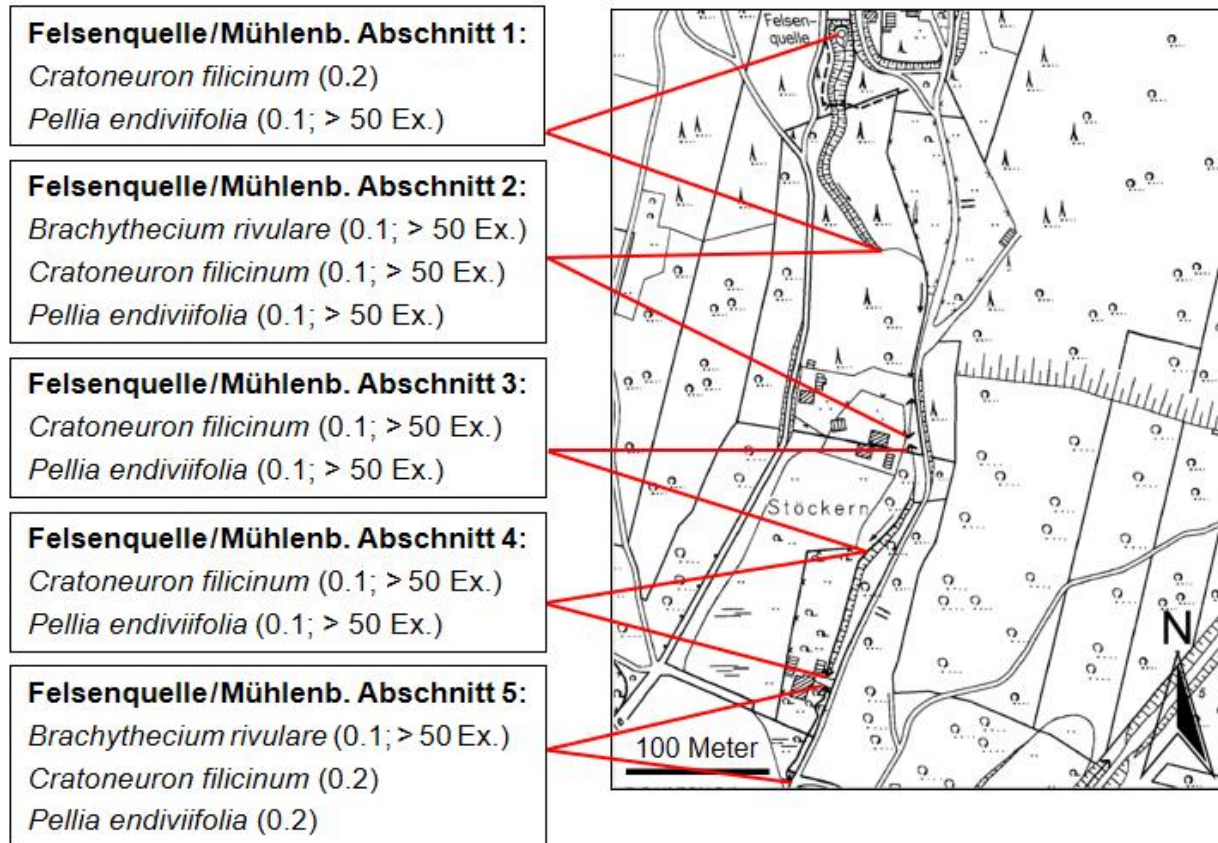 Felsenquelle/Mühlenb. Abschnitt 1:
Cratoneuron filicinum (0.2)
Pellia endiviifolia (0.1; > 50 Ex.)
Felsenquelle/Mühlenb. Abschnitt 2:
Brachythecium rivulare (0.1; > 50 Ex.)
Cratoneuron filicinum (0.1; > 50 Ex.)
Pellia endiviifolia (0.1; > 50 Ex.)
Felsenquelle/Mühlenb. Abschnitt 3:
Cratoneuron filicinum (0.1; > 50 Ex.)
Pellia endiviifolia (0.1; > 50 Ex.)
Felsenquelle/Mühlenb. Abschnitt 4:
Cratoneuron filicinum (0.1; > 50 Ex.)
Pellia endiviifolia (0.1; > 50 Ex.)
Felsenquelle/Mühlenb. Abschnitt 5:
Brachythecium rivulare (0.1; > 50 Ex.)
Cratoneuron filicinum (0.2)
Pellia endiviifolia (0.2)
Felsen-
quelle
Stöckern
N
100 Meter